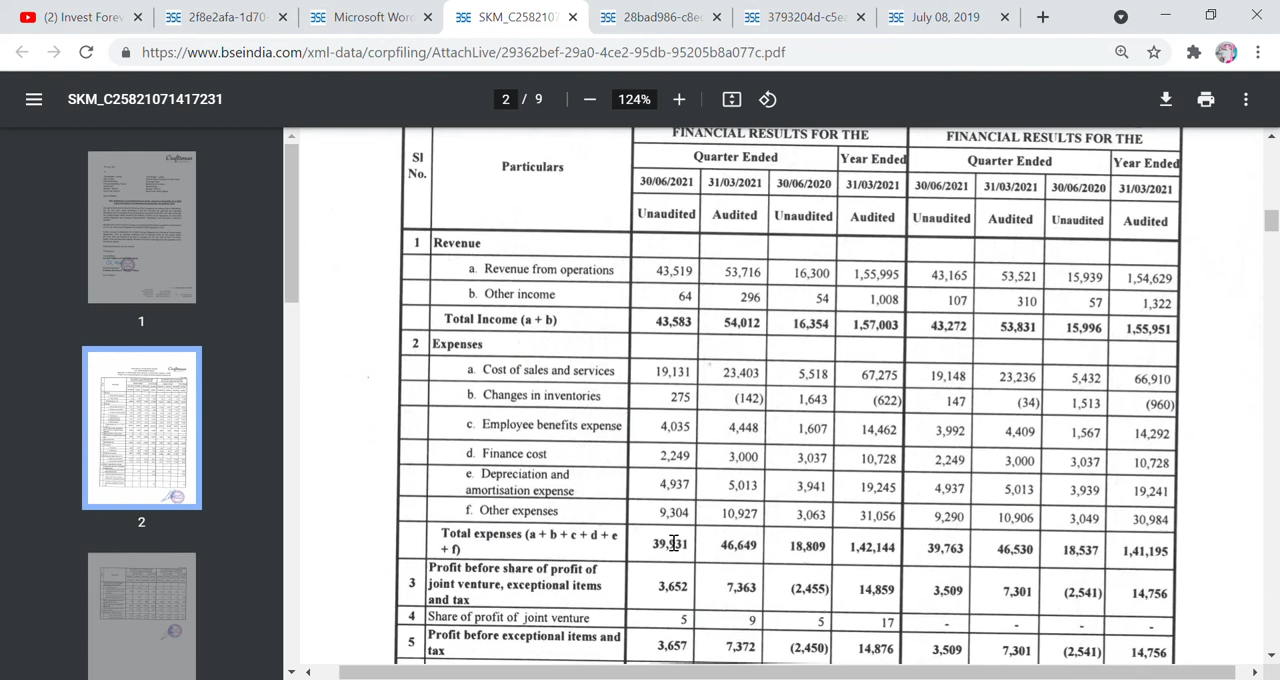 (2) Invest Forev
2f8e2afa-1d70-
Microsoft Word
SKM_C25821071
28bad986-c8ec
3793204d-c5ea
July 08, 2019
https://www.bseindia.com/xml-data/corpfiling/AttachLive/29362bef-29a0-4ce2-95db-95205b8a077c.pdf
SKM_C25821071417231
2 / 9
124%
1
2
Craftsman
FINANCIAL RESULTS FOR THE FINANCIAL RESULTS FOR THE
Sl No. Particulars Quarter Ended Year Ended Quarter Ended Year Ended
30/06/2021 31/03/2021 30/06/2020 31/03/2021 30/06/2021 31/03/2021 30/06/2020 31/03/2021
Unaudited Audited Unaudited Audited Unaudited Audited Unaudited Audited
1 Revenue
a. Revenue from operations 43,519 53,716 16,300 1,55,995 43,165 53,521 15,939 1,54,629
b. Other income 64 296 54 1,008 107 310 57 1,322
Total Income (a + b) 43,583 54,012 16,354 1,57,003 43,272 53,831 15,996 1,55,951
2 Expenses
a. Cost of sales and services 19,131 23,403 5,518 67,275 19,148 23,236 5,432 66,910
b. Changes in inventories 275 (142) 1,643 (622) 147 (34) 1,513 (960)
c. Employee benefits expense 4,035 4,448 1,607 14,462 3,992 4,409 1,567 14,292
d. Finance cost 2,249 3,000 3,037 10,728 2,249 3,000 3,037 10,728
e. Depreciation and
amortisation expense 4,937 5,013 3,941 19,245 4,937 5,013 3,939 19,241
f. Other expenses 9,304 10,927 3,063 31,056 9,290 10,906 3,049 30,984
Total expenses (a + b + c + d + e
+ f) 39,931 46,649 18,809 1,42,144 39,763 46,530 18,537 1,41,195
3 Profit before share of profit of
joint venture, exceptional items
and tax 3,652 7,363 (2,455) 14,859 3,509 7,301 (2,541) 14,756
4 Share of profit of joint venture 5 9 5 17 - - - -
5 Profit before exceptional items and
tax 3,657 7,372 (2,450) 14,876 3,509 7,301 (2,541) 14,756